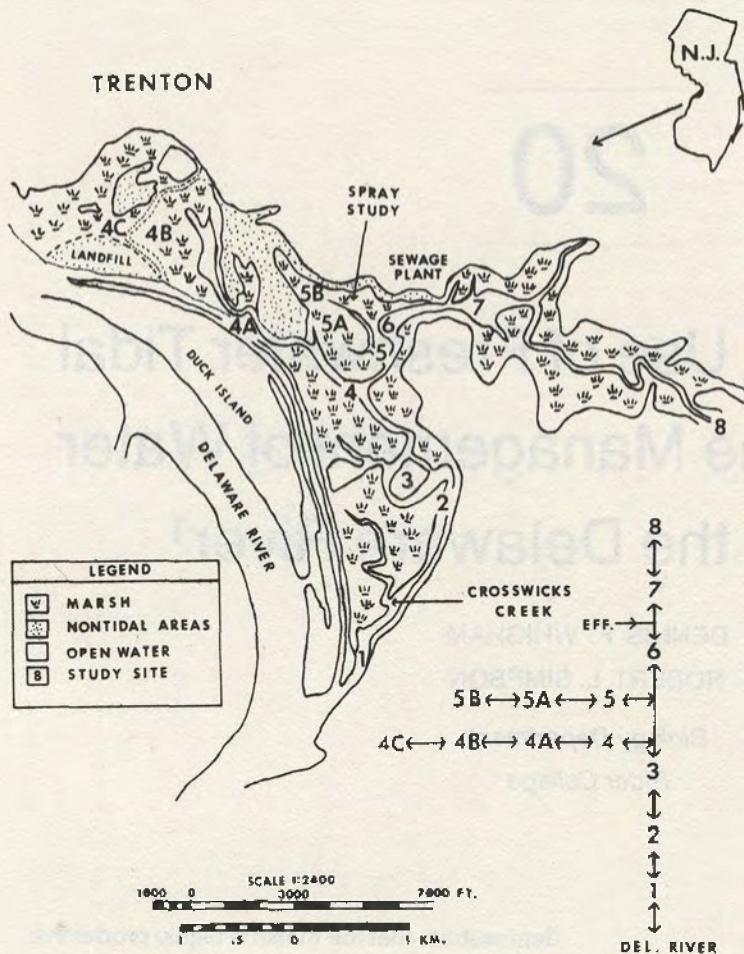 N.J.
TRENTON
SPRAY
STUDY
SEWAGE
PLANT
4C
4B
LANDFILL
5B
5A
6
7
5
4A
4
8
DUCK ISLAND
DELAWARE RIVER
3
2
CROSSWICKS
CREEK
1
LEGEND
MARSH
NONTIDAL AREAS
OPEN WATER
8 STUDY SITE
8
7
EFF.
6
5B 5A 5
4C 4B 4A 4
3
2
1
DEL. RIVER
SCALE 1:2400
1000 0 3000 7000 FT.
1 .5 0 1 KM.
20